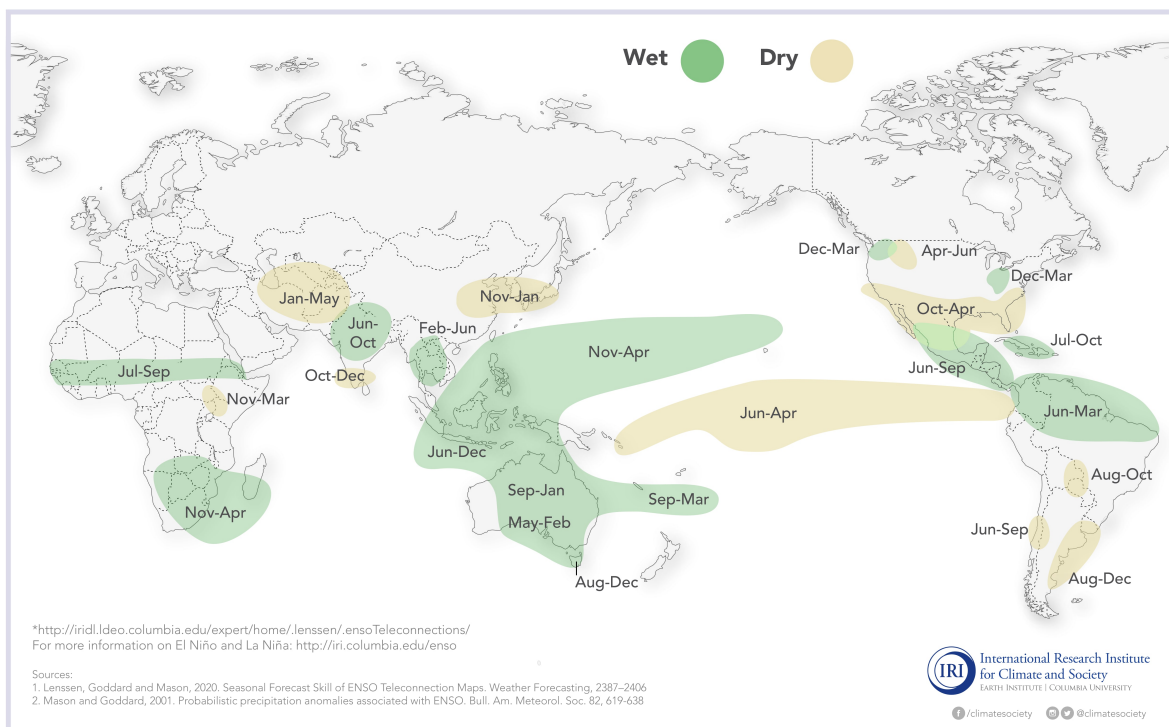 Wet
Dry
Dec-Mar
Apr-Jun
Dec-Mar
Jan-May
Nov-Jan
Oct-Apr
Jun-
Oct
Feb-Jun
Nov-Apr
Jul-Oct
Jul-Sep
Oct-Dec
Jun-Sep
Nov-Mar
Jun-Apr
Jun-Mar
Jun-Dec
Aug-Oct
Sep-Jan
Sep-Mar
Nov-Apr
May-Feb
Jun-Sep
Aug-Dec
Aug-Dec
*http://iridl.ldeo.columbia.edu/expert/home/.lenssen/.ensoTeleconnections/
For more information on El Niño and La Niña: http://iri.columbia.edu/enso
Sources:
1. Lenssen, Goddard and Mason, 2020. Seasonal Forecast Skill of ENSO Teleconnection Maps. Weather Forecasting, 2387–2406
2. Mason and Goddard, 2001. Probabilistic precipitation anomalies associated with ENSO. Bull. Am. Meteorol. Soc. 82, 619-638
IRI
International Research Institute
for Climate and Society
EARTH INSTITUTE | COLUMBIA UNIVERSITY
/climatesociety
@climatesociety